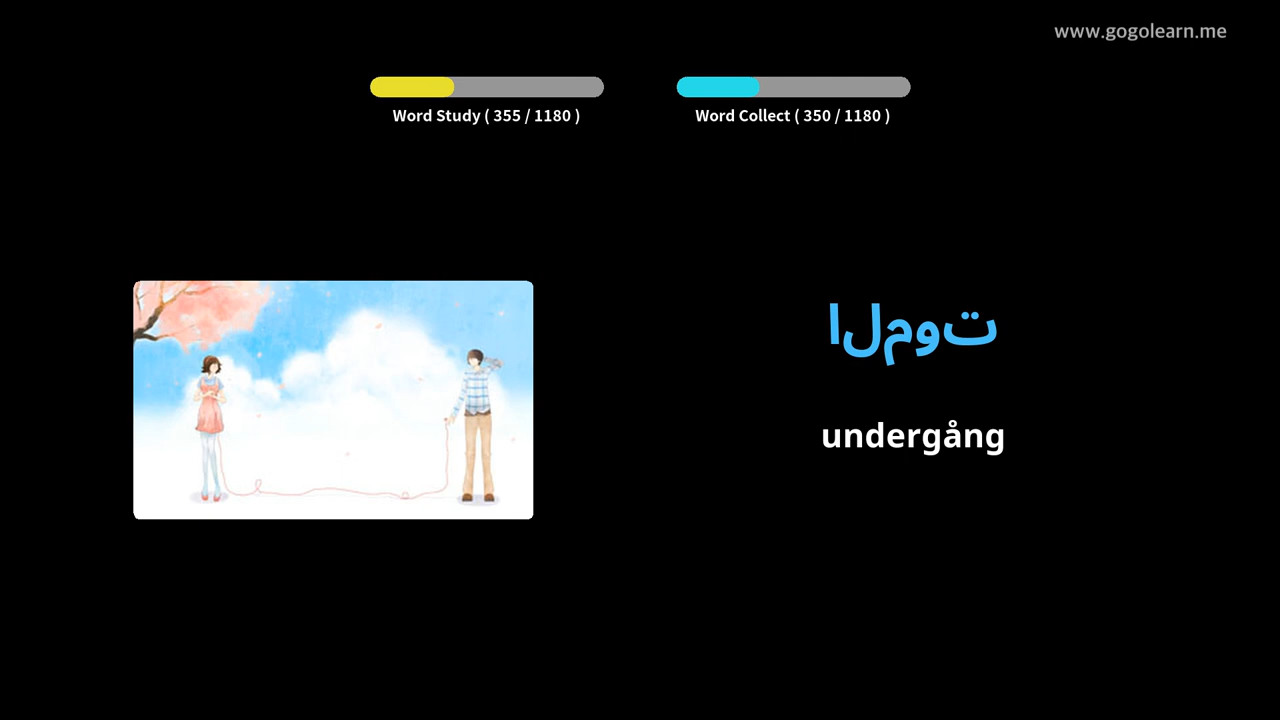 www.gogolearn.me
Word Study ( 355 / 1180 )
Word Collect ( 350 / 1180 )
الموت
undergång